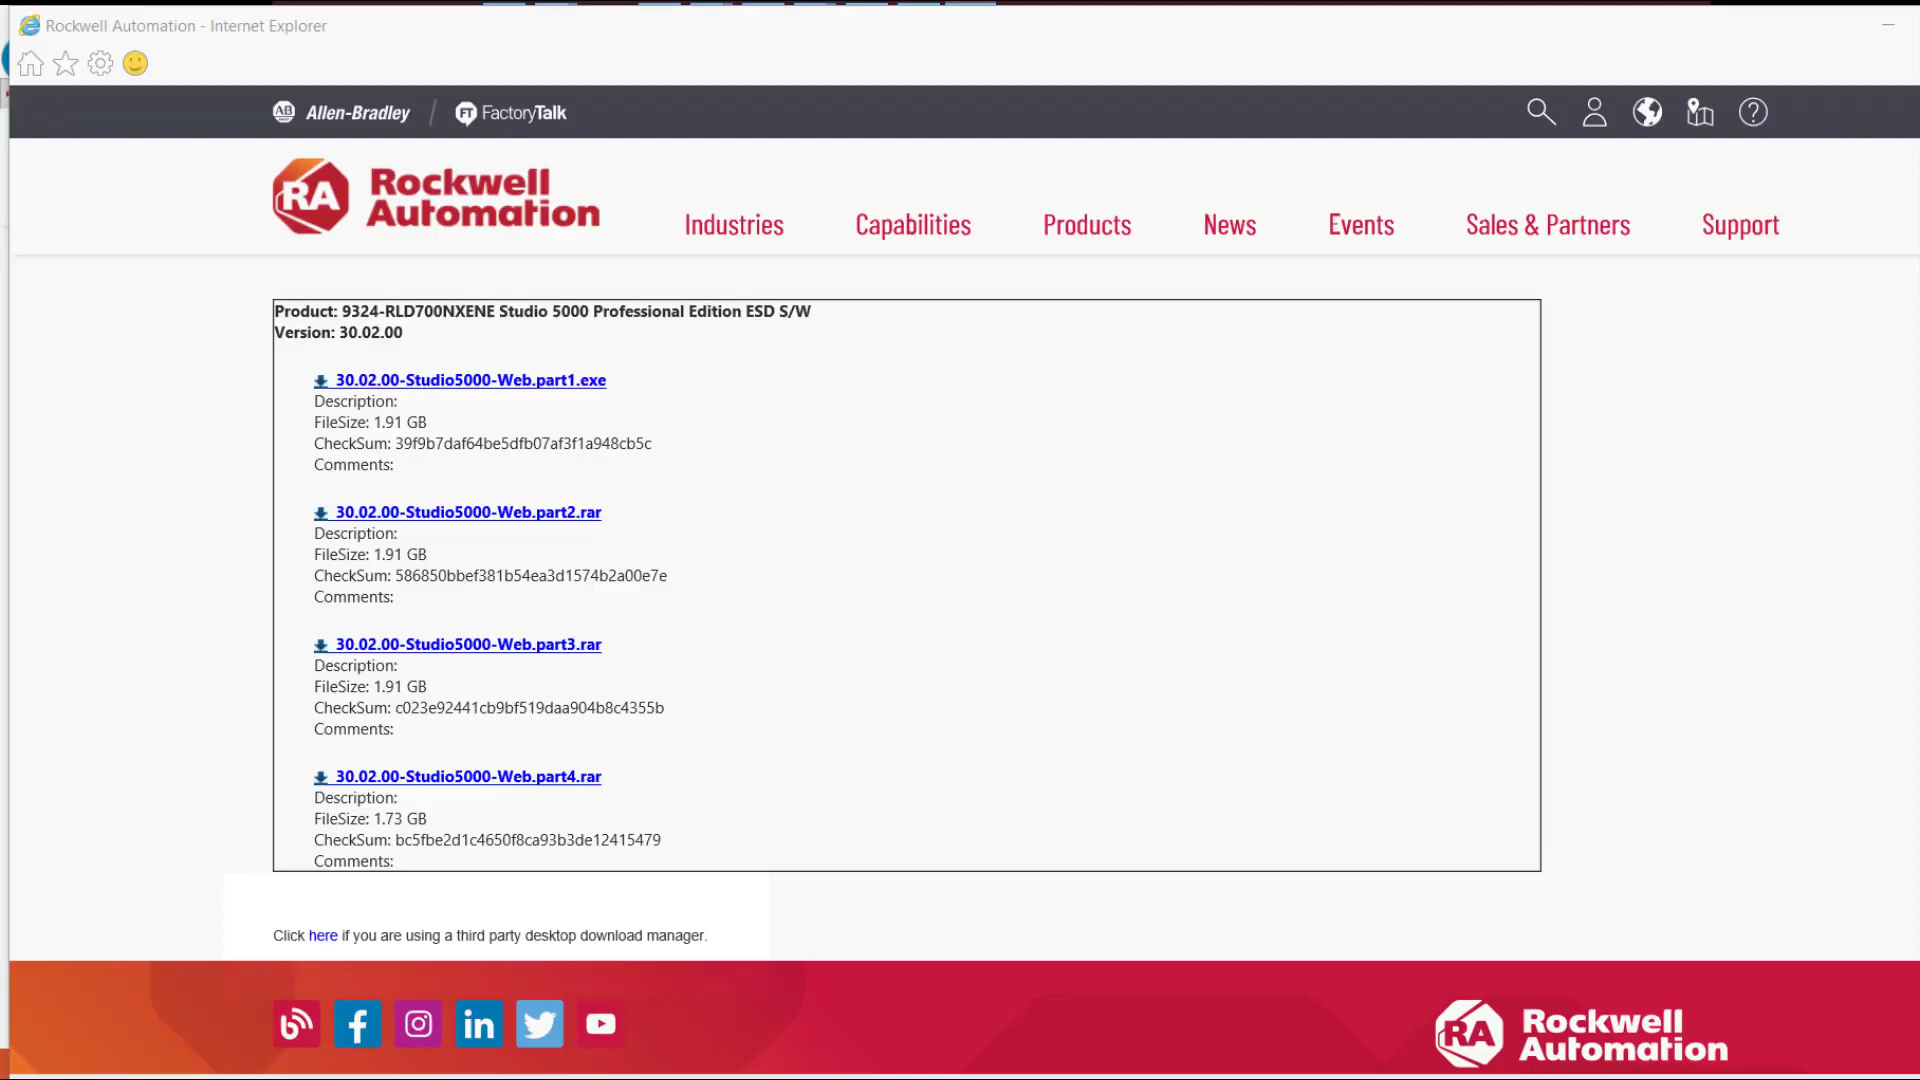 Rockwell Automation - Internet Explorer
AB Allen-Bradley / FT FactoryTalk
RA Rockwell Automation
Industries Capabilities Products News Events Sales & Partners Support
Product: 9324-RLD700NXENE Studio 5000 Professional Edition ESD S/W
Version: 30.02.00
30.02.00-Studio5000-Web.part1.exe
Description:
FileSize: 1.91 GB
CheckSum: 39f9b7daf64be5dfb07af3f1a948cb5c
Comments:
30.02.00-Studio5000-Web.part2.rar
Description:
FileSize: 1.91 GB
CheckSum: 586850bbef381b54ea3d1574b2a00e7e
Comments:
30.02.00-Studio5000-Web.part3.rar
Description:
FileSize: 1.91 GB
CheckSum: c023e92441cb9bf519daa904b8c4355b
Comments:
30.02.00-Studio5000-Web.part4.rar
Description:
FileSize: 1.73 GB
CheckSum: bc5fbe2d1c4650f8ca93b3de12415479
Comments:
Click here if you are using a third party desktop download manager.
RA Rockwell
Automation